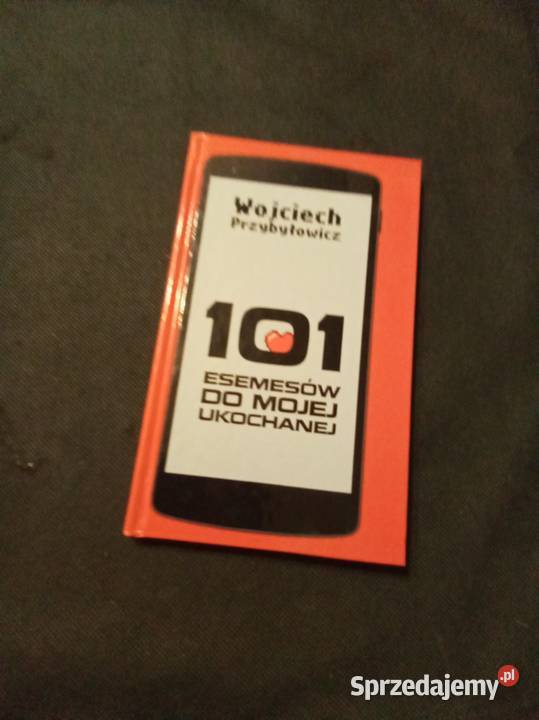 Wojciech
Przybyłowicz
101
ESEMESÓW
DO MOJEJ
UKOCHANEJ
Sprzedajemy.pl